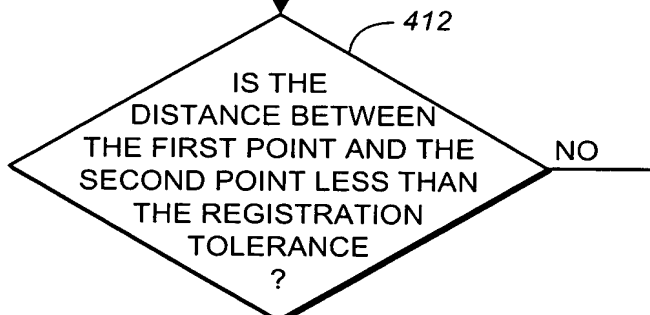 412
IS THE
DISTANCE BETWEEN
THE FIRST POINT AND THE
SECOND POINT LESS THAN
THE REGISTRATION
TOLERANCE
?
NO